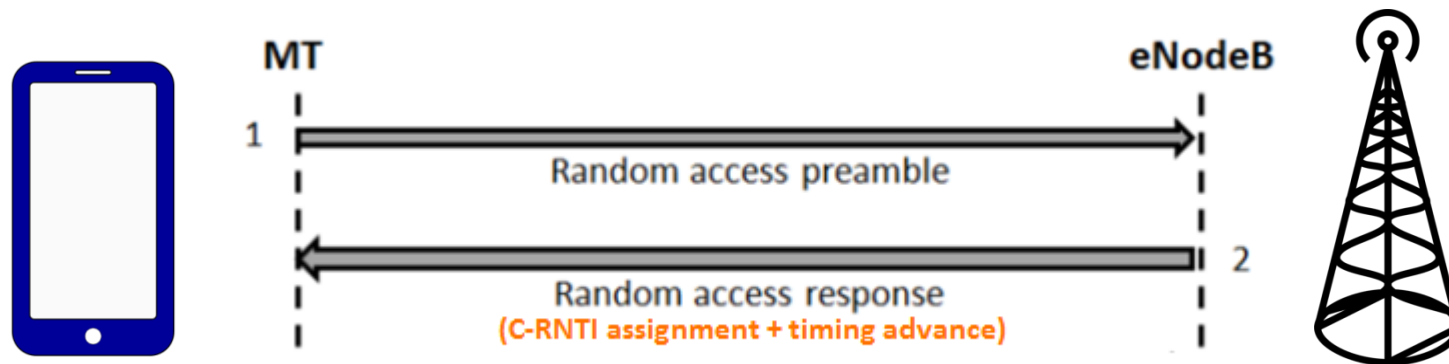 MT
eNodeB
1
Random access preamble
2
Random access response
(C-RNTI assignment + timing advance)